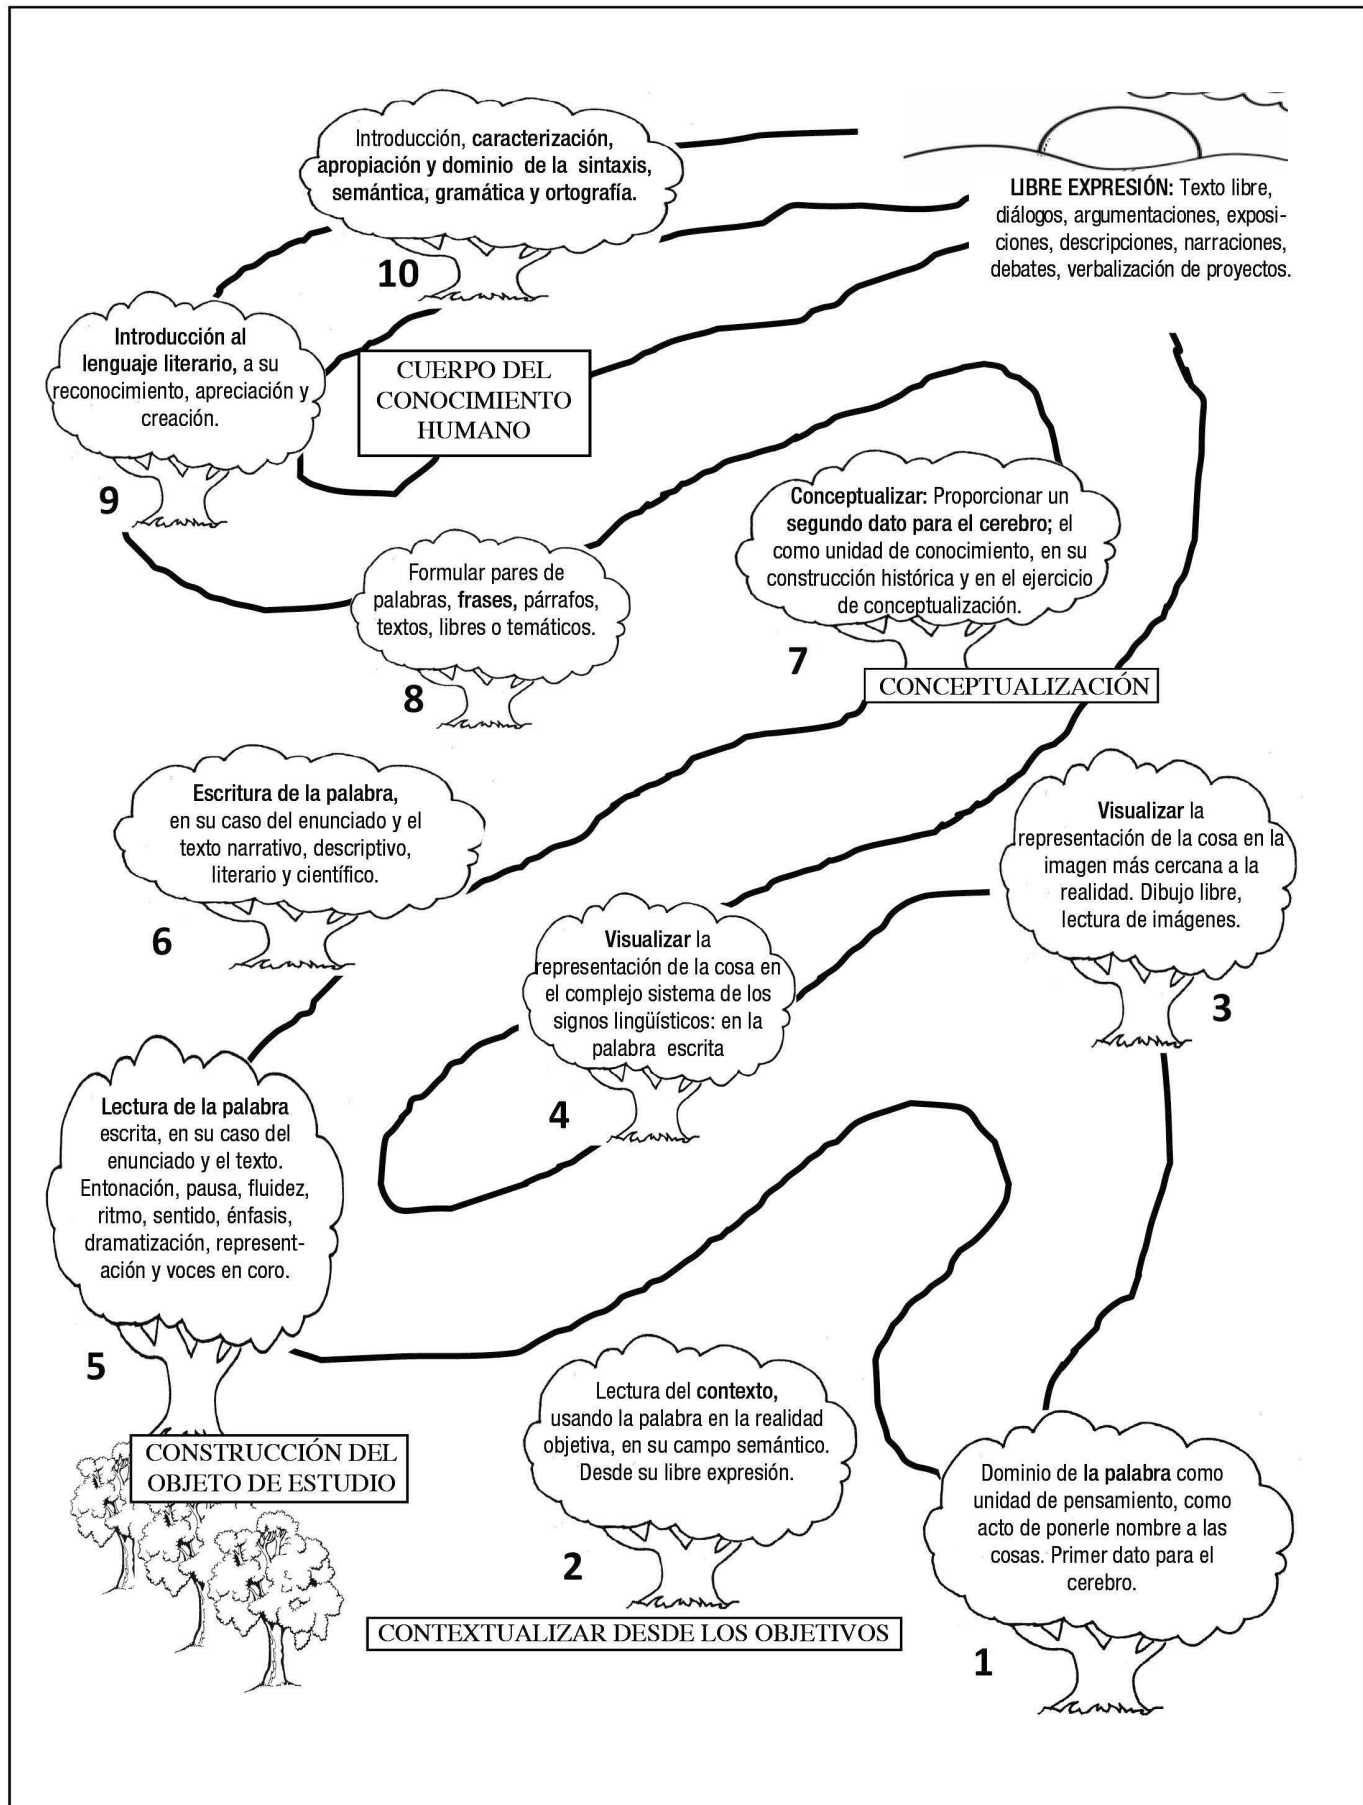 Introducción, caracterización,
apropiación y dominio de la sintaxis,
semántica, gramática y ortografía.
10
LIBRE EXPRESIÓN: Texto libre,
diálogos, argumentaciones, exposi-
ciones, descripciones, narraciones,
debates, verbalización de proyectos.
Introducción al
lenguaje literario, a su
reconocimiento, apreciación y
creación.
9
CUERPO DEL
CONOCIMIENTO
HUMANO
Conceptualizar: Proporcionar un
segundo dato para el cerebro; el
como unidad de conocimiento, en su
construcción histórica y en el ejercicio
de conceptualización.
7
CONCEPTUALIZACIÓN
Formular pares de
palabras, frases, párrafos,
textos, libres o temáticos.
8
Escritura de la palabra,
en su caso del enunciado y el
texto narrativo, descriptivo,
literario y científico.
6
Visualizar la
representación de la cosa en la
imagen más cercana a la
realidad. Dibujo libre,
lectura de imágenes.
3
Visualizar la
representación de la cosa en
el complejo sistema de los
signos lingüísticos: en la
palabra escrita
4
Lectura de la palabra
escrita, en su caso del
enunciado y el texto.
Entonación, pausa, fluidez,
ritmo, sentido, énfasis,
dramatización, represent-
ación y voces en coro.
5
CONSTRUCCIÓN DEL
OBJETO DE ESTUDIO
Lectura del contexto,
usando la palabra en la realidad
objetiva, en su campo semántico.
Desde su libre expresión.
2
CONTEXTUALIZAR DESDE LOS OBJETIVOS
Dominio de la palabra como
unidad de pensamiento, como
acto de ponerle nombre a las
cosas. Primer dato para el
cerebro.
1